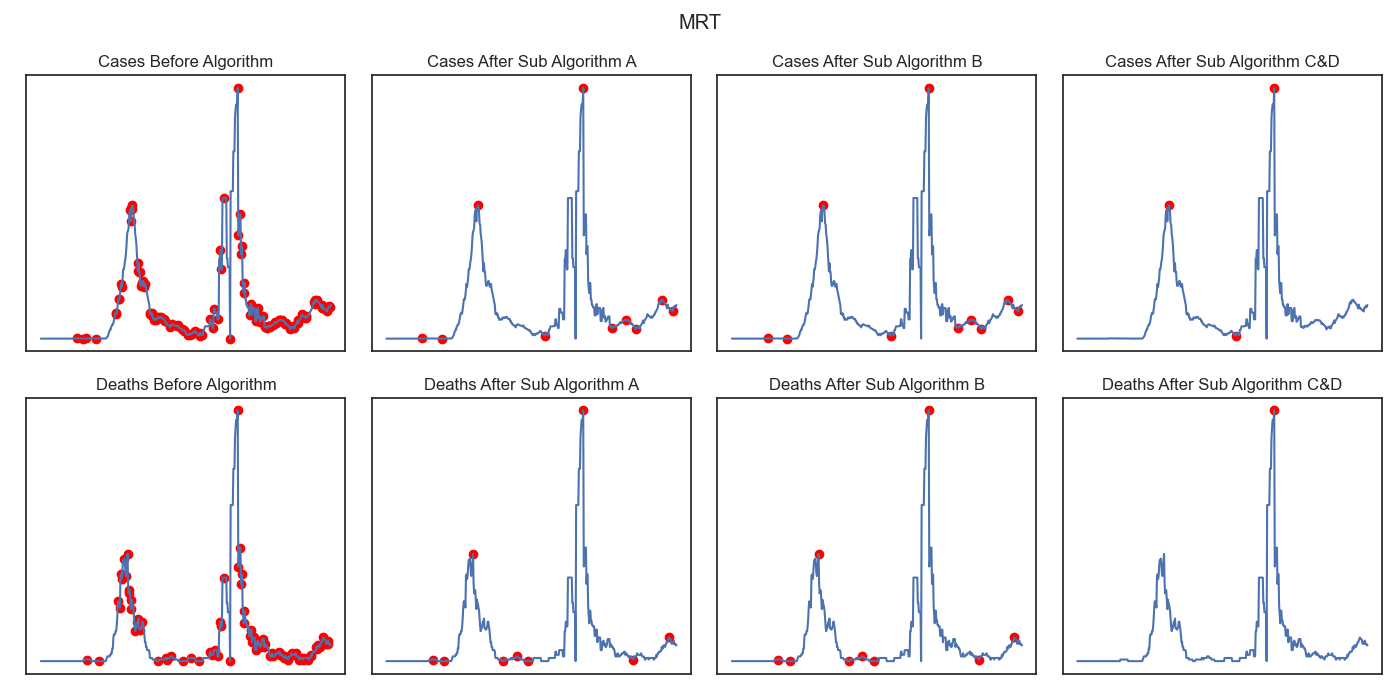 MRT
Cases Before Algorithm
Cases After Sub Algorithm A
Cases After Sub Algorithm B
Cases After Sub Algorithm C&D
Deaths Before Algorithm
Deaths After Sub Algorithm A
Deaths After Sub Algorithm B
Deaths After Sub Algorithm C&D